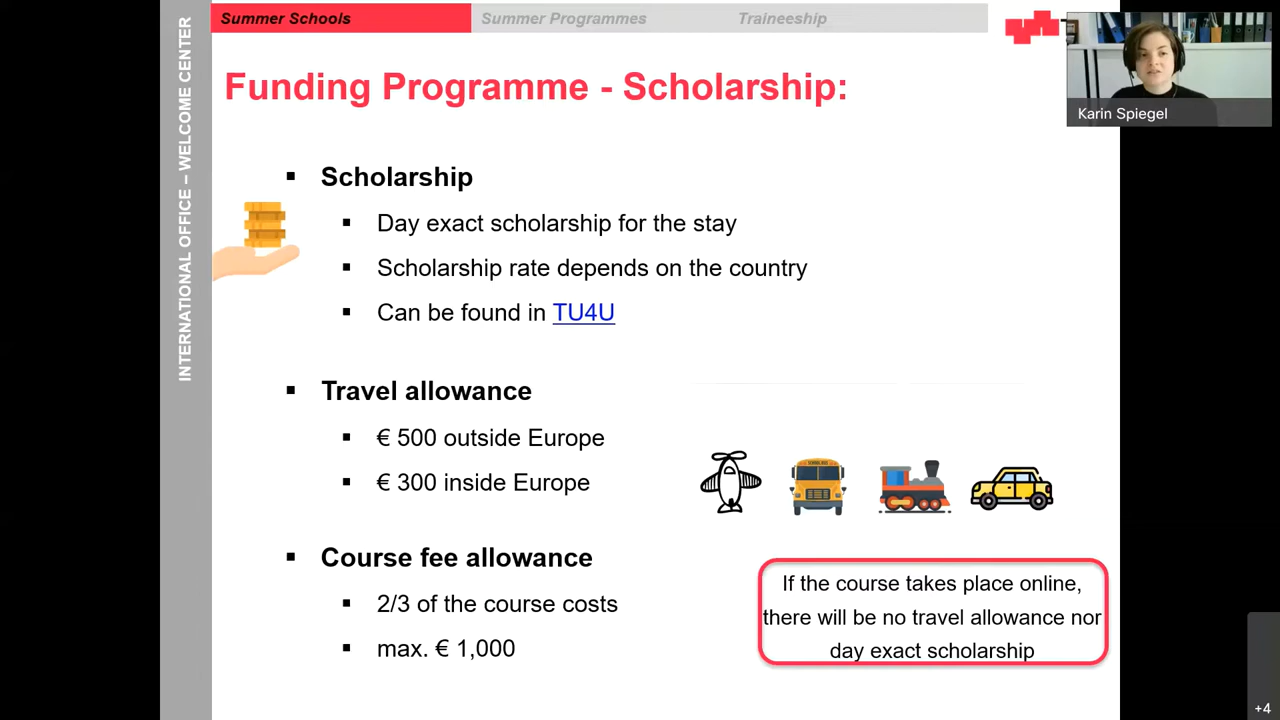 Summer Schools
Summer Programmes
Traineeship
INTERNATIONAL OFFICE – WELCOME CENTER
Karin Spiegel
Funding Programme - Scholarship:
Scholarship
Day exact scholarship for the stay
Scholarship rate depends on the country
Can be found in TU4U
Travel allowance
€ 500 outside Europe
€ 300 inside Europe
Course fee allowance
2/3 of the course costs
max. € 1,000
If the course takes place online,
there will be no travel allowance nor
day exact scholarship
+4